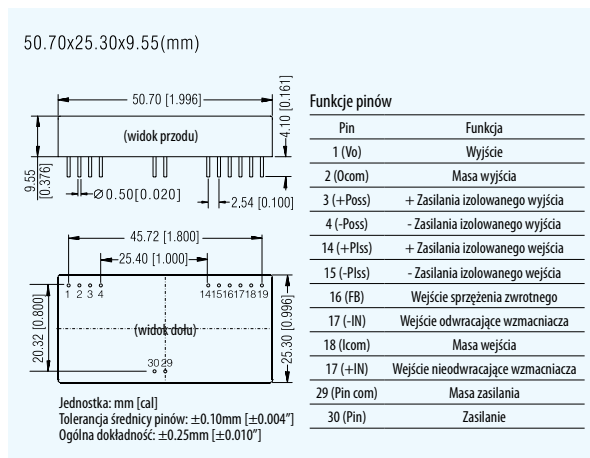 50.70x25.30x9.55(mm)
50.70 [1.996]
4.10 [0.161]
(widok przodu)
9.55 [0.376]
Ø 0.50[0.020]
2.54 [0.100]
45.72 [1.800]
25.40 [1.000]
1 2 3 4 14 15 16 17 18 19
20.32 [0.800]
(widok dołu)
25.30 [0.996]
30 29
Jednostka: mm [cal]
Tolerancja średnicy pinów: ±0.10mm [±0.004”]
Ogólna dokładność: ±0.25mm [±0.010”]
Funkcje pinów
Pin Funkcja
1 (Vo) Wyjście
2 (Ocom) Masa wyjścia
3 (+Poss) + Zasilania izolowanego wyjścia
4 (-Poss) - Zasilania izolowanego wyjścia
14 (+PIss) + Zasilania izolowanego wejścia
15 (-PIss) - Zasilania izolowanego wejścia
16 (FB) Wejście sprzężenia zwrotnego
17 (-IN) Wejście odwracające wzmacniacza
18 (Icom) Masa wejścia
17 (+IN) Wejście nieodwracające wzmacniacza
29 (Pin com) Masa zasilania
30 (Pin) Zasilanie